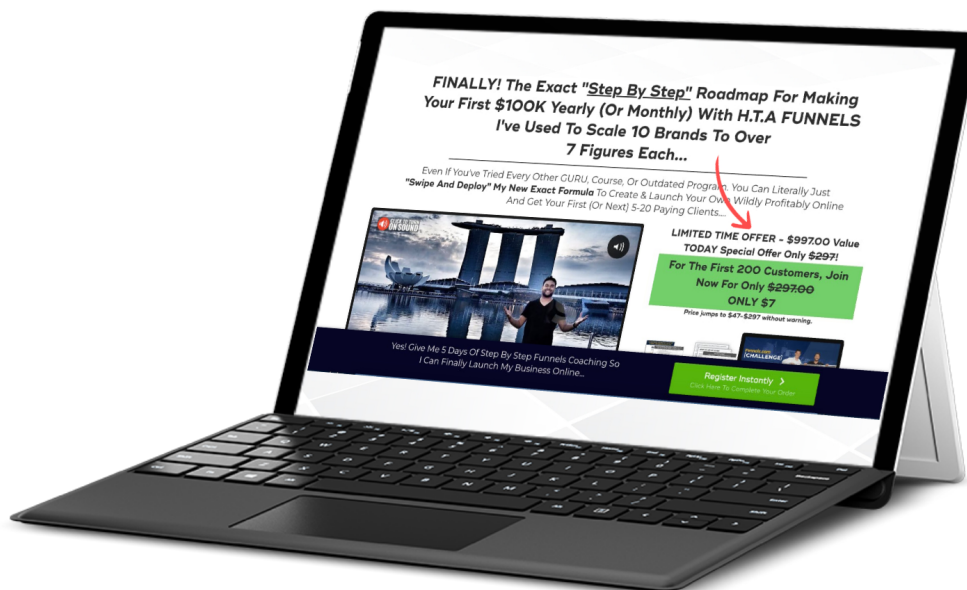 FINALLY! The Exact "Step By Step" Roadmap For Making
Your First $100K Yearly (Or Monthly) With H.T.A FUNNELS
I've Used To Scale 10 Brands To Over
7 Figures Each...
Even If You've Tried Every Other GURU, Course, Or Outdated Program. You Can Literally Just
"Swipe And Deploy" My New Exact Formula To Create & Launch Your Own Wildly Profitably Online
And Get Your First (Or Next) 5-20 Paying Clients....
ON SOUND
LIMITED TIME OFFER - $997.00 Value
TODAY Special Offer Only $297!
For The First 200 Customers, Join
Now For Only $297.00
ONLY $7
Price jumps to $47-$297 without warning.
CHALLENGE
Yes! Give Me 5 Days Of Step By Step Funnels Coaching So
I Can Finally Launch My Business Online...
Register Instantly
Click Here To Complete Your Order